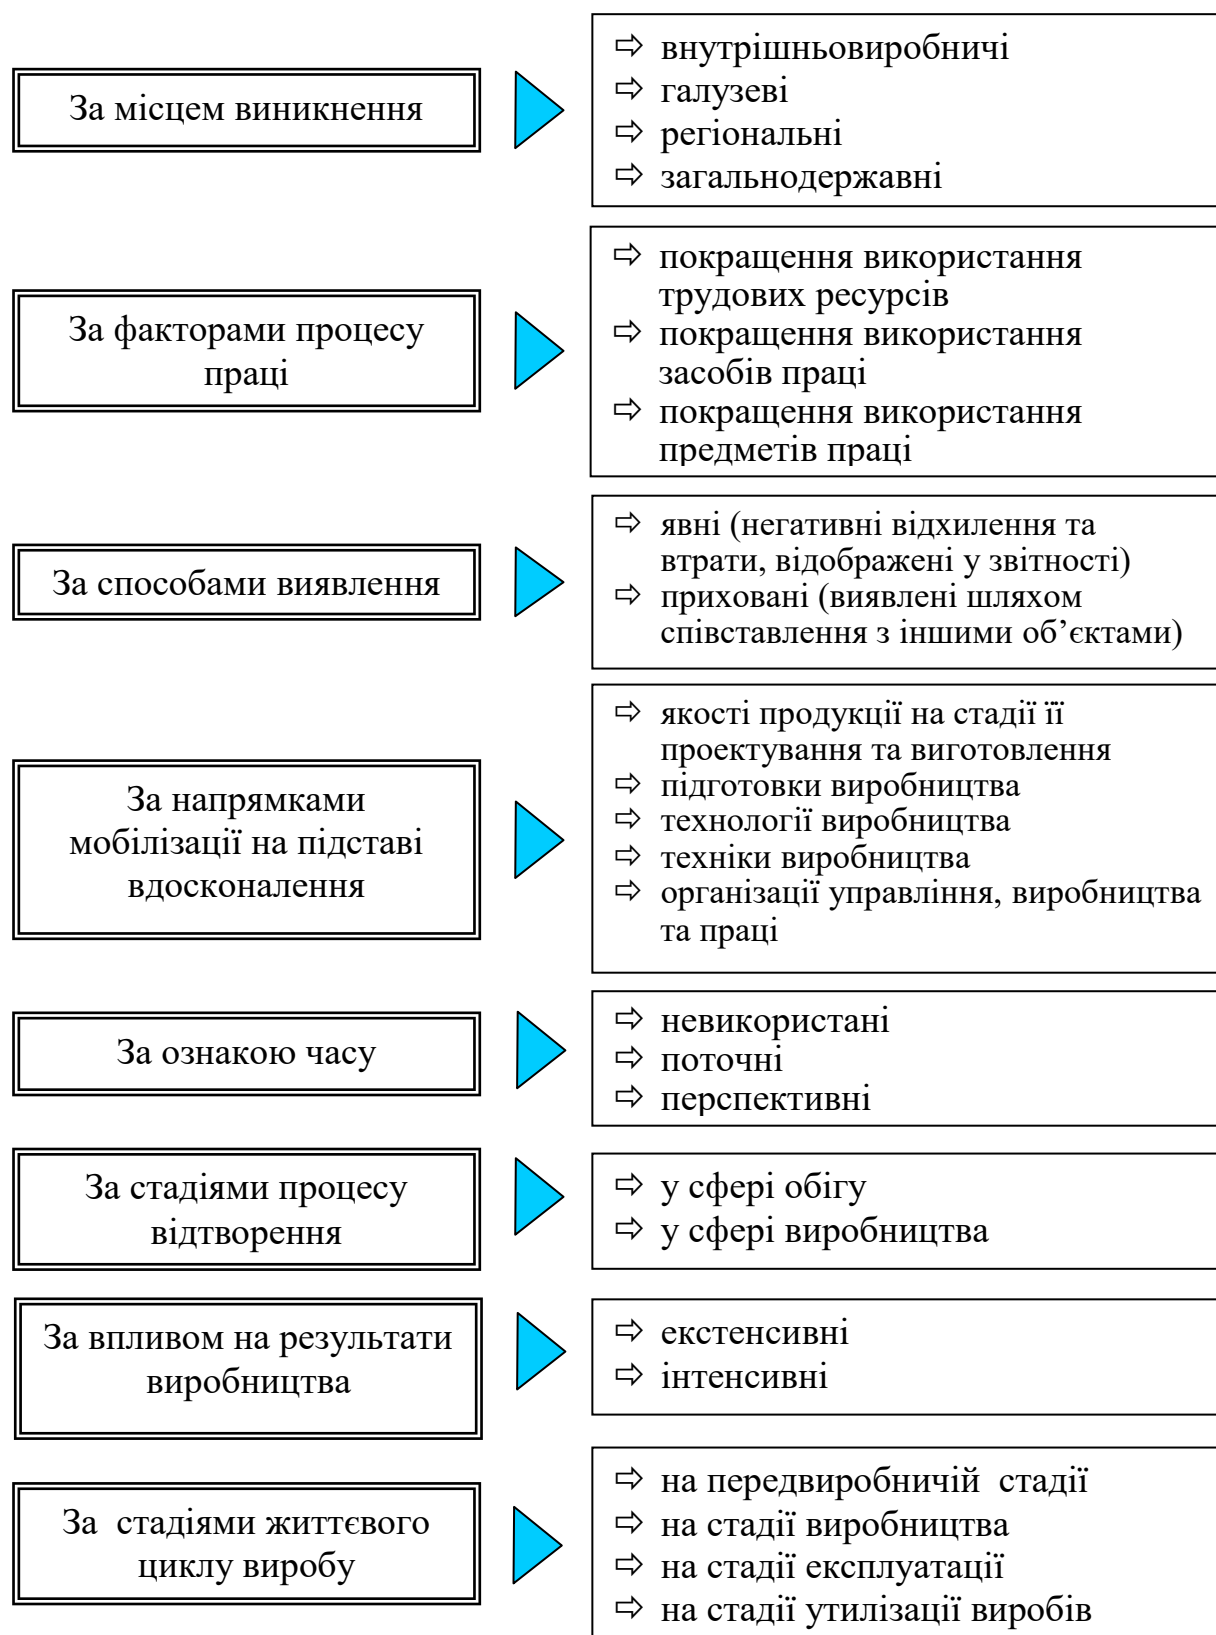 За місцем виникнення
⇨ внутрішньовиробничі
⇨ галузеві
⇨ регіональні
⇨ загальнодержавні
За факторами процесу
праці
⇨ покращення використання
трудових ресурсів
⇨ покращення використання
засобів праці
⇨ покращення використання
предметів праці
За способами виявлення
⇨ явні (негативні відхилення та
втрати, відображені у звітності)
⇨ приховані (виявлені шляхом
співставлення з іншими об’єктами)
За напрямками
мобілізації на підставі
вдосконалення
⇨ якості продукції на стадії її
проектування та виготовлення
⇨ підготовки виробництва
⇨ технології виробництва
⇨ техніки виробництва
⇨ організації управління, виробництва
та праці
За ознакою часу
⇨ невикористані
⇨ поточні
⇨ перспективні
За стадіями процесу
відтворення
⇨ у сфері обігу
⇨ у сфері виробництва
За впливом на результати
виробництва
⇨ екстенсивні
⇨ інтенсивні
За стадіями життєвого
циклу виробу
⇨ на передвиробничій стадії
⇨ на стадії виробництва
⇨ на стадії експлуатації
⇨ на стадії утилізації виробів